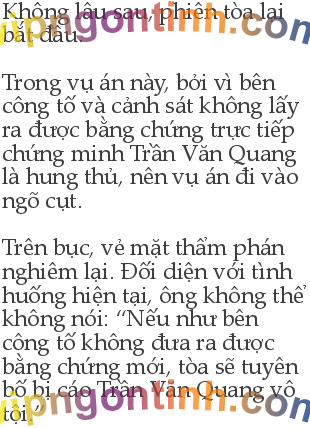 Không lâu sau, phiên tòa lại
bắt đầu.
Trong vụ án này, bởi vì bên
công tố và cảnh sát không lấy
ra được bằng chứng trực tiếp
chứng minh Trần Văn Quang
là hung thủ, nên vụ án đi vào
ngõ cụt.
Trên bục, vẻ mặt thẩm phán
nghiêm lại. Đối diện với tình
huống hiện tại, ông không thể
không nói: “Nếu như bên
công tố không đưa ra được
bằng chứng mới, tòa sẽ tuyên
bố bị cáo Trần Văn Quang vô
tội.”
vipngontinh.com
vipngontinh.com